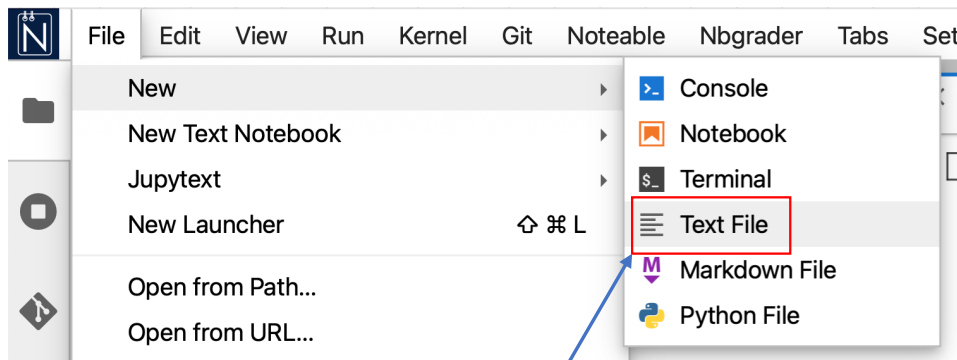 N File Edit View Run Kernel Git Noteable Nbgrader Tabs Set
New
New Text Notebook
Jupytext
New Launcher ⇧ ⌘ L
Open from Path...
Open from URL...
Console
Notebook
$_ Terminal
Text File
M Markdown File
Python File